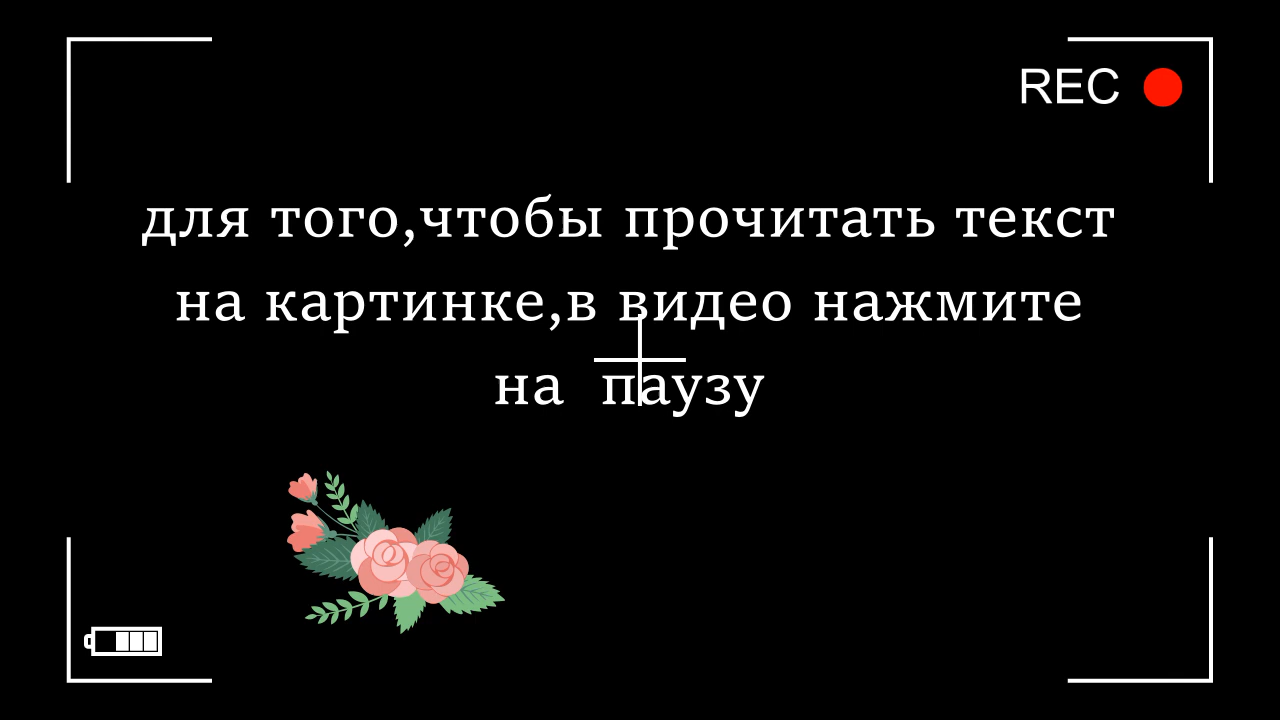 REC
для того,чтобы прочитать текст
на картинке,в видео нажмите
на  паузу